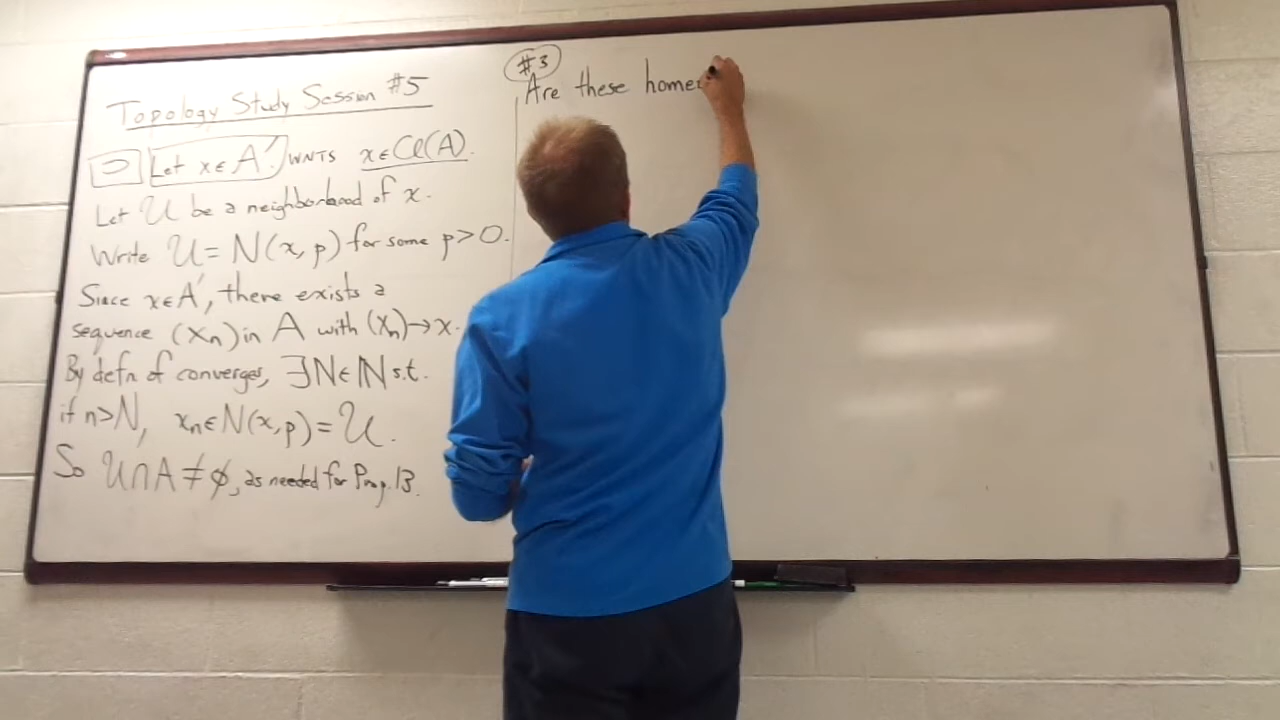 Topology Study Session #5
⊃ Let x∈A'. WNTS x∈Cl(A).
Let U be a neighborhood of x.
Write U = N(x, p) for some p>0.
Since x∈A', there exists a
sequence (xₙ) in A with (xₙ)→x.
By defn of converges, ∃N∈ℕ s.t.
if n>N, xₙ∈N(x,p)=U.
So U∩A≠∅, as needed for Prop. 13.
#3
Are these homeo